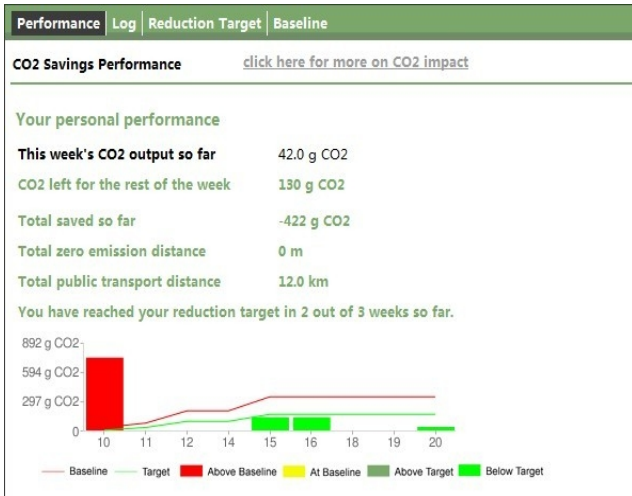 Performance Log Reduction Target Baseline
CO2 Savings Performance click here for more on CO2 impact
Your personal performance
This week's CO2 output so far 42.0 g CO2
CO2 left for the rest of the week 130 g CO2
Total saved so far -422 g CO2
Total zero emission distance 0 m
Total public transport distance 12.0 km
You have reached your reduction target in 2 out of 3 weeks so far.
892 g CO2
594 g CO2
297 g CO2
0
10 11 12 14 15 16 18 19 20
Baseline Target Above Baseline At Baseline Above Target Below Target